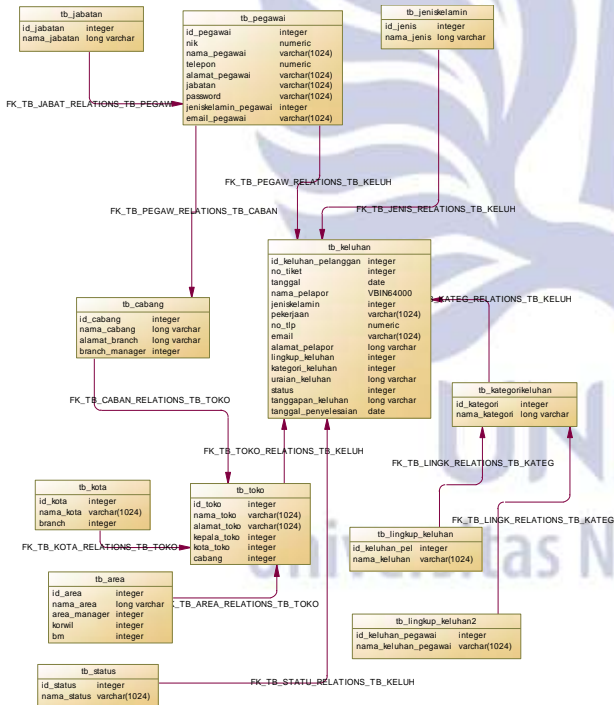 tb_jabatan
id_jabatan integer
nama_jabatan long varchar
tb_pegawai
id_pegawai integer
nik numeric
nama_pegawai varchar(1024)
telepon numeric
alamat_pegawai varchar(1024)
jabatan varchar(1024)
password varchar(1024)
jeniskelamin_pegawai integer
email_pegawai varchar(1024)
tb_jeniskelamin
id_jenis integer
nama_jenis long varchar
FK_TB_JABAT_RELATIONS_TB_PEGAW
FK_TB_PEGAW_RELATIONS_TB_KELUH
FK_TB_PEGAW_RELATIONS_TB_CABAN
FK_TB_JENIS_RELATIONS_TB_KELUH
tb_keluhan
id_keluhan_pelanggan integer
no_tiket integer
tanggal date
nama_pelapor VBIN64000
jeniskelamin integer
pekerjaan varchar(1024)
no_tlp numeric
email varchar(1024)
alamat_pelapor long varchar
lingkup_keluhan integer
kategori_keluhan integer
uraian_keluhan long varchar
status integer
tanggapan_keluhan long varchar
tanggal_penyelesaian date
KATEG_RELATIONS_TB_KELUH
tb_cabang
id_cabang integer
nama_cabang long varchar
alamat_branch long varchar
branch_manager integer
FK_TB_CABAN_RELATIONS_TB_TOKO
tb_kategorikeluhan
id_kategori integer
nama_kategori long varchar
FK_TB_TOKO_RELATIONS_TB_KELUH
FK_TB_LINGK_RELATIONS_TB_KATEG
tb_kota
id_kota integer
nama_kota varchar(1024)
branch integer
tb_toko
id_toko integer
nama_toko varchar(1024)
alamat_toko varchar(1024)
kepala_toko integer
kota_toko integer
cabang integer
FK_TB_KOTA_RELATIONS_TB_TOKO
FK_TB_LINGK_RELATIONS_TB_KATEG
tb_lingkup_keluhan
id_keluhan_pel integer
nama_keluhan varchar(1024)
UN
Universitas N
tb_area
id_area integer
nama_area long varchar
area_manager integer
korwil integer
bm integer
_TB_AREA_RELATIONS_TB_TOKO
tb_lingkup_keluhan2
id_keluhan_pegawai integer
nama_keluhan_pegawai varchar(1024)
tb_status
id_status integer
nama_status varchar(1024)
FK_TB_STATU_RELATIONS_TB_KELUH